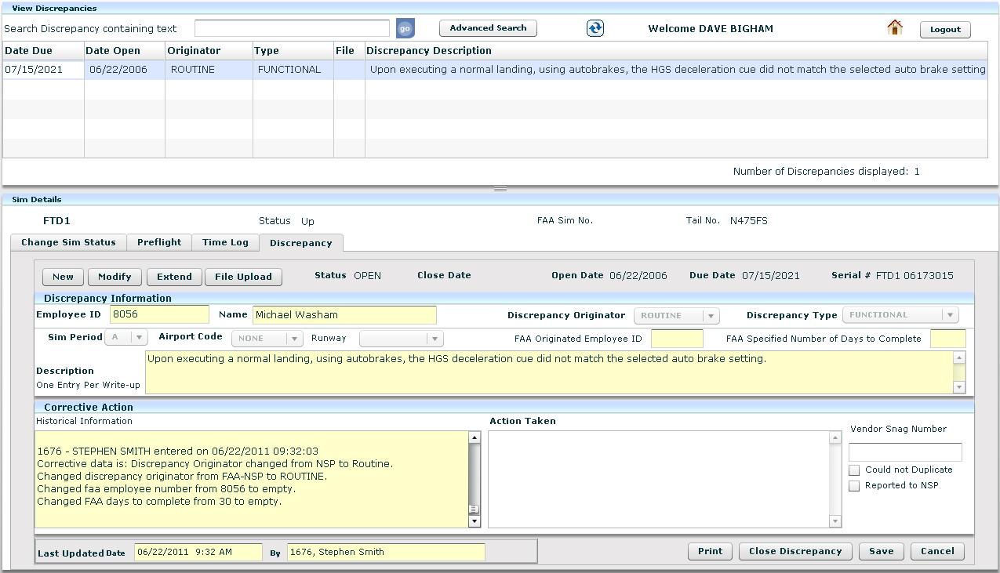 View Discrepancies
Search Discrepancy containing text go Advanced Search Welcome DAVE BIGHAM Logout
Date Due Date Open Originator Type File Discrepancy Description
07/15/2021 06/22/2006 ROUTINE FUNCTIONAL Upon executing a normal landing, using autobrakes, the HGS deceleration cue did not match the selected auto brake setting
Number of Discrepancies displayed: 1
Sim Details
FTD1 Status Up FAA Sim No. Tail No. N475FS
Change Sim Status Preflight Time Log Discrepancy
New Modify Extend File Upload Status OPEN Close Date Open Date 06/22/2006 Due Date 07/15/2021 Serial # FTD1 06173015
Discrepancy Information
Employee ID 8056 Name Michael Washam Discrepancy Originator ROUTINE Discrepancy Type FUNCTIONAL
Sim Period A Airport Code NONE Runway FAA Originated Employee ID FAA Specified Number of Days to Complete
Upon executing a normal landing, using autobrakes, the HGS deceleration cue did not match the selected auto brake setting.
Description
One Entry Per Write-up
Corrective Action
Historical Information Action Taken
Vendor Snag Number
1676 - STEPHEN SMITH entered on 06/22/2011 09:32:03
Corrective data is: Discrepancy Originator changed from NSP to Routine.
Changed discrepancy originator from FAA-NSP to ROUTINE.
Changed faa employee number from 8056 to empty.
Changed FAA days to complete from 30 to empty.
Could not Duplicate
Reported to NSP
Last Updated Date 06/22/2011 9:32 AM By 1676, Stephen Smith Print Close Discrepancy Save Cancel